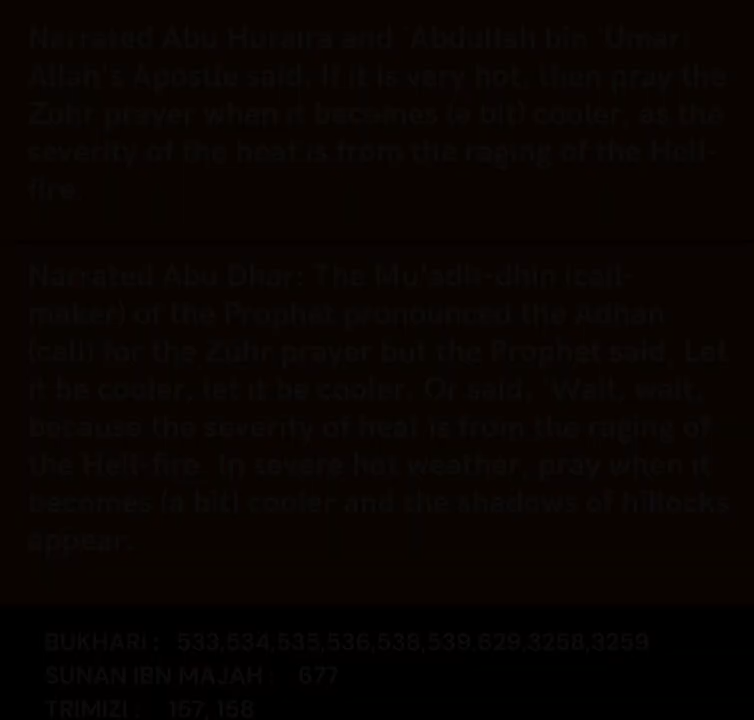 Narrated Abu Huraira and 'Abdullah bin 'Umar:
Allah's Apostle said, If it is very hot, then pray the
Zuhr prayer when it becomes (a bit) cooler, as the
severity of the heat is from the raging of the Hell-
fire.
Narrated Abu Dhar: The Mu'adh-dhin (call-
maker) of the Prophet pronounced the Adhan
(call) for the Zuhr prayer but the Prophet said, Let
it be cooler, let it be cooler. Or said, 'Wait, wait,
because the severity of heat is from the raging of
the Hell-fire. In severe hot weather, pray when it
becomes (a bit) cooler and the shadows of hillocks
appear.
BUKHARI : 533,534,535,536,538,539,629,3258,3259
SUNAN IBN MAJAH : 677
TRIMIZI : 157, 158